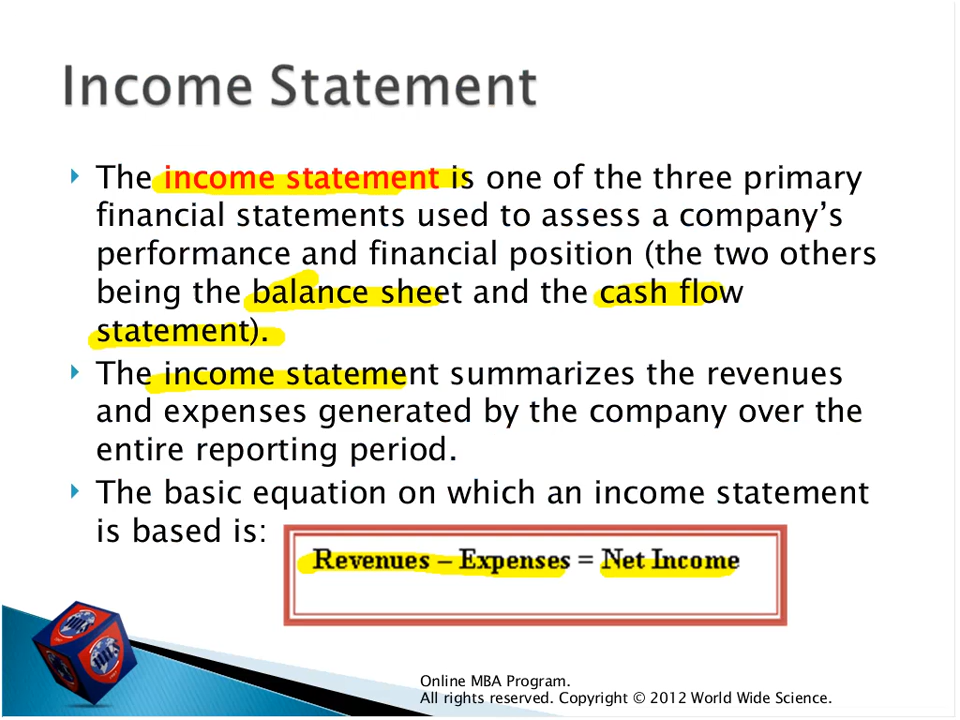 Income Statement
The income statement is one of the three primary
financial statements used to assess a company’s
performance and financial position (the two others
being the balance sheet and the cash flow
statement).
The income statement summarizes the revenues
and expenses generated by the company over the
entire reporting period.
The basic equation on which an income statement
is based is:
Revenues – Expenses = Net Income
Online MBA Program.
All rights reserved. Copyright © 2012 World Wide Science.